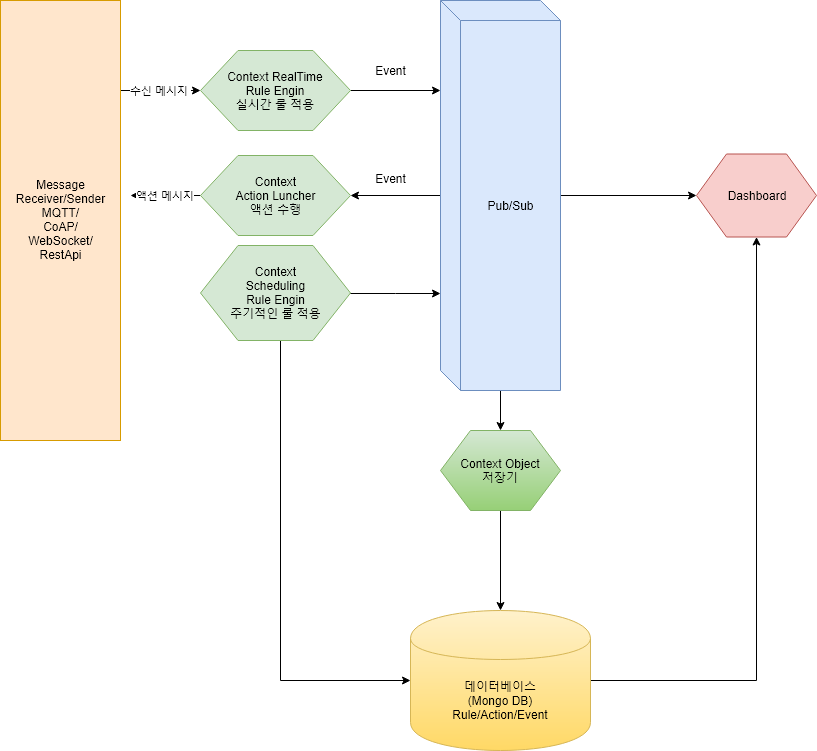 Message
Receiver/Sender
MQTT/
CoAP/
WebSocket/
RestApi
수신 메시지
Context RealTime
Rule Engin
실시간 룰 적용
Event
액션 메시지
Context
Action Luncher
액션 수행
Event
Context
Scheduling
Rule Engin
주기적인 룰 적용
Pub/Sub
Dashboard
Context Object
저장기
데이터베이스
(Mongo DB)
Rule/Action/Event